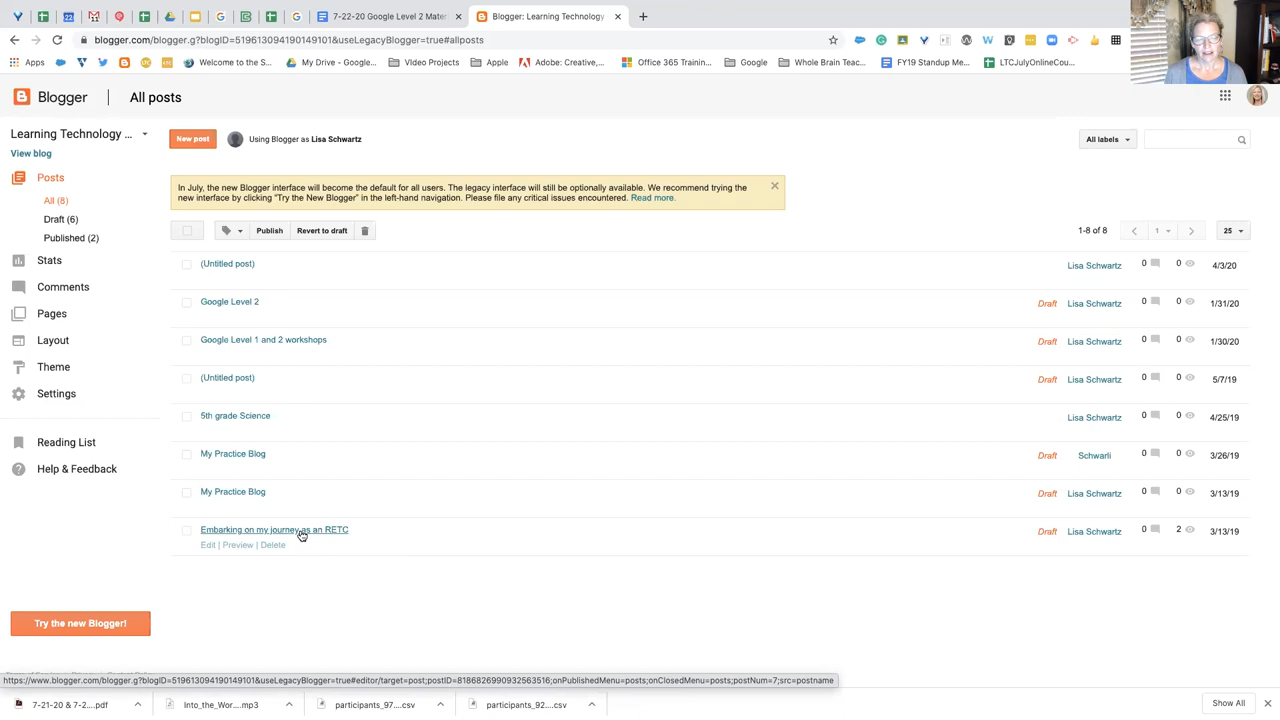 7-22-20 Google Level 2 Mater
Blogger: Learning Technology
blogger.com/blogger.g?blogID=519613094190149101&useLegacyBlogger=true#allposts
Apps
Welcome to the S...
My Drive - Google...
Video Projects
Apple
Adobe: Creative,...
Office 365 Train...
Google
Whole Brain Teac...
FY19 Standup Me...
LTCJulyOnlineCou...
Blogger
All posts
Learning Technology ...
View blog
New post
Using Blogger as Lisa Schwartz
All labels
Posts
All (8)
Draft (6)
Published (2)
Stats
Comments
Pages
Layout
Theme
Settings
Reading List
Help & Feedback
Try the new Blogger!
In July, the new Blogger interface will become the default for all users. The legacy interface will still be optionally available. We recommend trying the
new interface by clicking "Try the New Blogger" in the left-hand navigation. Please file any critical issues encountered. Read more.
Publish
Revert to draft
1-8 of 8
1
25
(Untitled post) Lisa Schwartz 0 0 4/3/20
Google Level 2 Draft Lisa Schwartz 0 0 1/31/20
Google Level 1 and 2 workshops Draft Lisa Schwartz 0 0 1/30/20
(Untitled post) Draft Lisa Schwartz 0 0 5/7/19
5th grade Science Lisa Schwartz 0 0 4/25/19
My Practice Blog Draft Schwarli 0 0 3/26/19
My Practice Blog Draft Lisa Schwartz 0 0 3/13/19
Embarking on my journey as an RETC Draft Lisa Schwartz 0 2 3/13/19
Edit | Preview | Delete
https://www.blogger.com/blogger.g?blogID=519613094190149101&useLegacyBlogger=true#editor/target=post;postID=8186826990932563516;onPublishedMenu=posts;onClosedMenu=posts;postNum=7;src=postname
7-21-20 & 7-2....pdf
Into_the_Wor....mp3
participants_97....csv
participants_92....csv
Show All